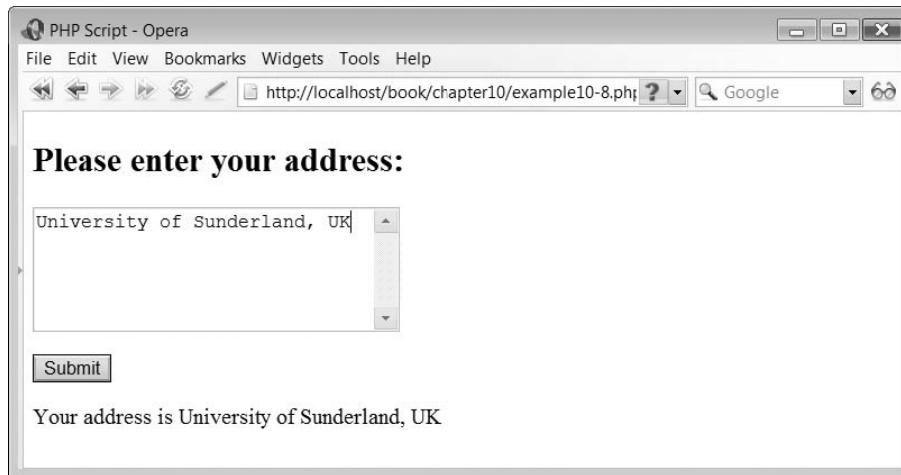 PHP Script - Opera
File Edit View Bookmarks Widgets Tools Help
http://localhost/book/chapter10/example10-8.php ? Google
Please enter your address:
University of Sunderland, UK
Submit
Your address is University of Sunderland, UK